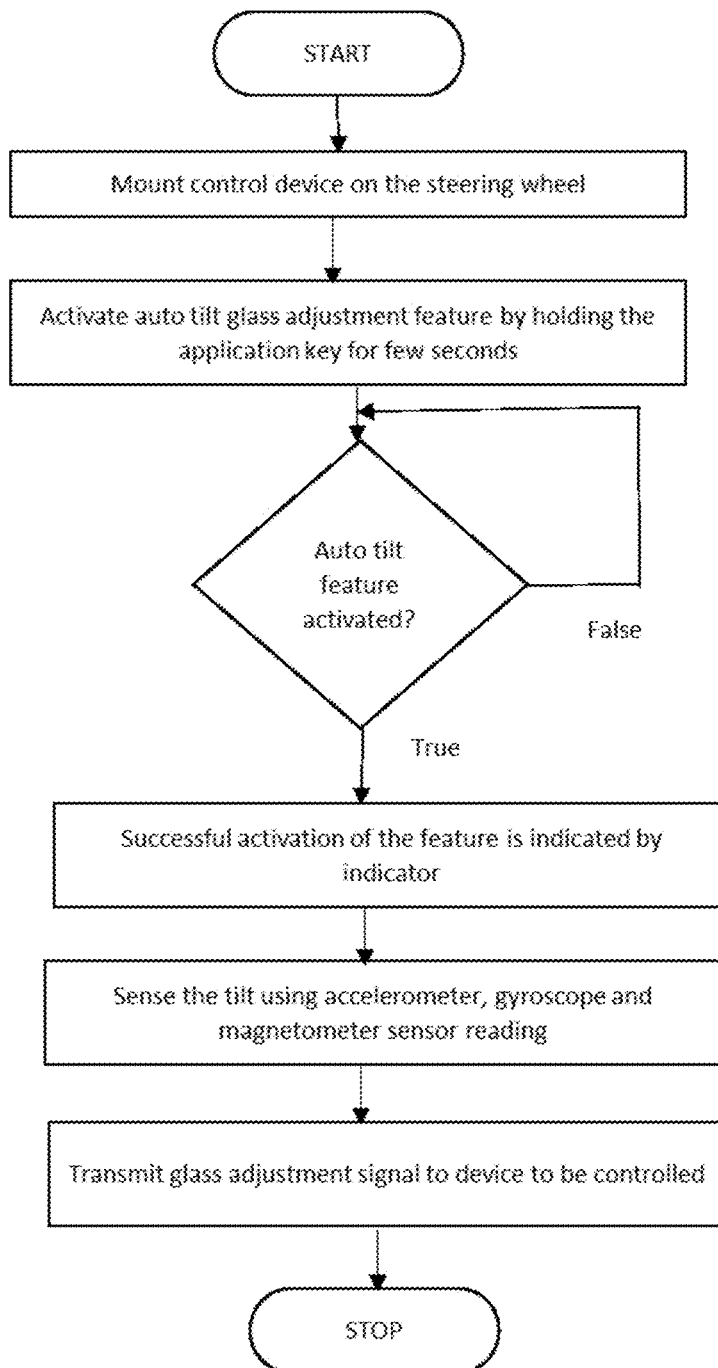 START
Mount control device on the steering wheel
Activate auto tilt glass adjustment feature by holding the
application key for few seconds
Auto tilt
feature
activated?
False
True
Successful activation of the feature is indicated by
indicator
Sense the tilt using accelerometer, gyroscope and
magnetometer sensor reading
Transmit glass adjustment signal to device to be controlled
STOP